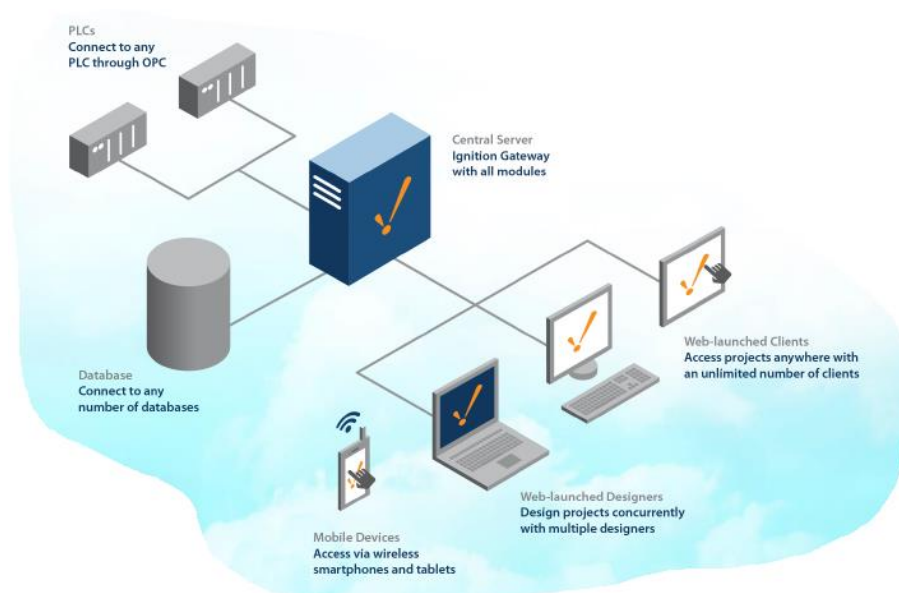 PLCs
Connect to any
PLC through OPC
Central Server
Ignition Gateway
with all modules
Web-launched Clients
Access projects anywhere with
an unlimited number of clients
Database
Connect to any
number of databases
Web-launched Designers
Design projects concurrently
with multiple designers
Mobile Devices
Access via wireless
smartphones and tablets